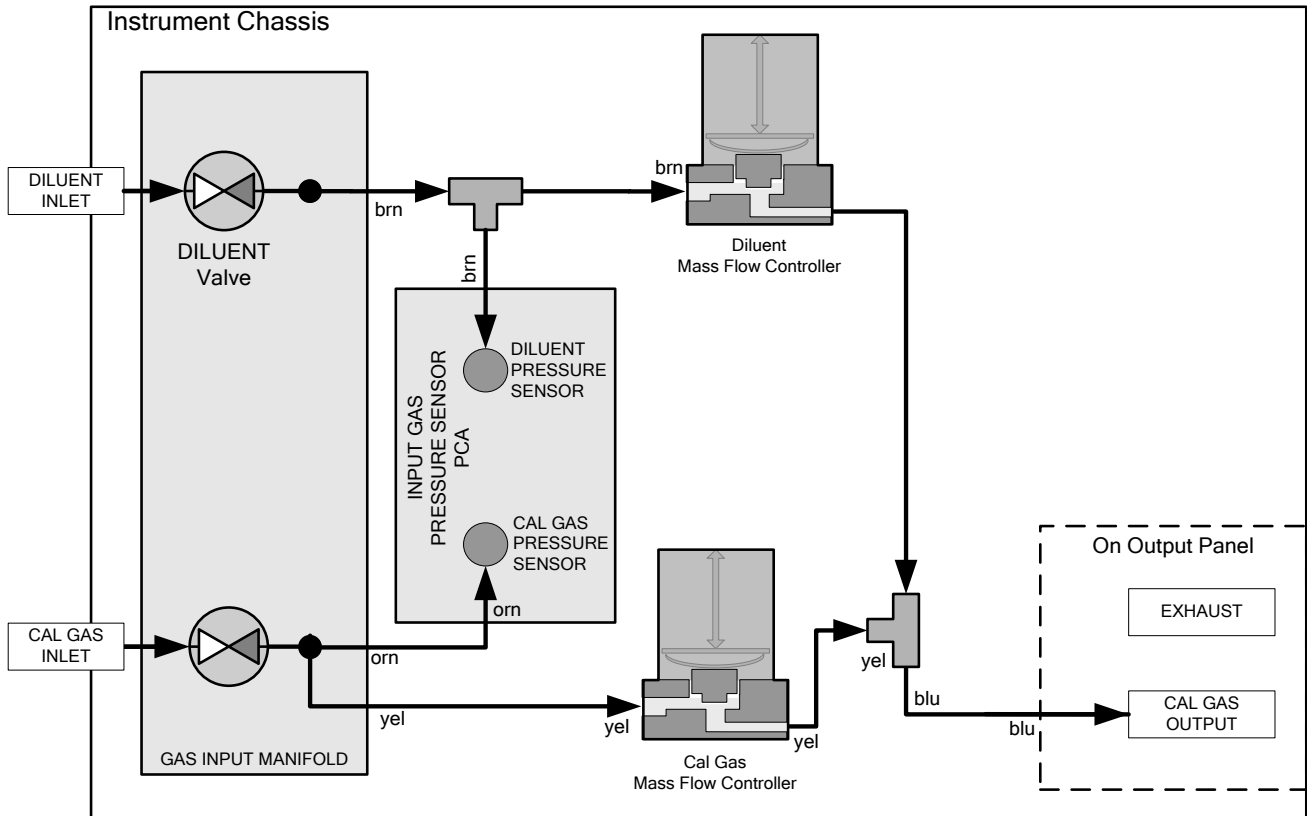 Instrument Chassis
DILUENT
INLET
DILUENT
Valve
brn
brn
brn
Diluent
Mass Flow Controller
INPUT GAS
PRESSURE SENSOR
PCA
DILUENT
PRESSURE
SENSOR
CAL GAS
PRESSURE
SENSOR
orn
CAL GAS
INLET
orn
yel
GAS INPUT MANIFOLD
yel
yel
Cal Gas
Mass Flow Controller
yel
blu
blu
On Output Panel
EXHAUST
CAL GAS
OUTPUT